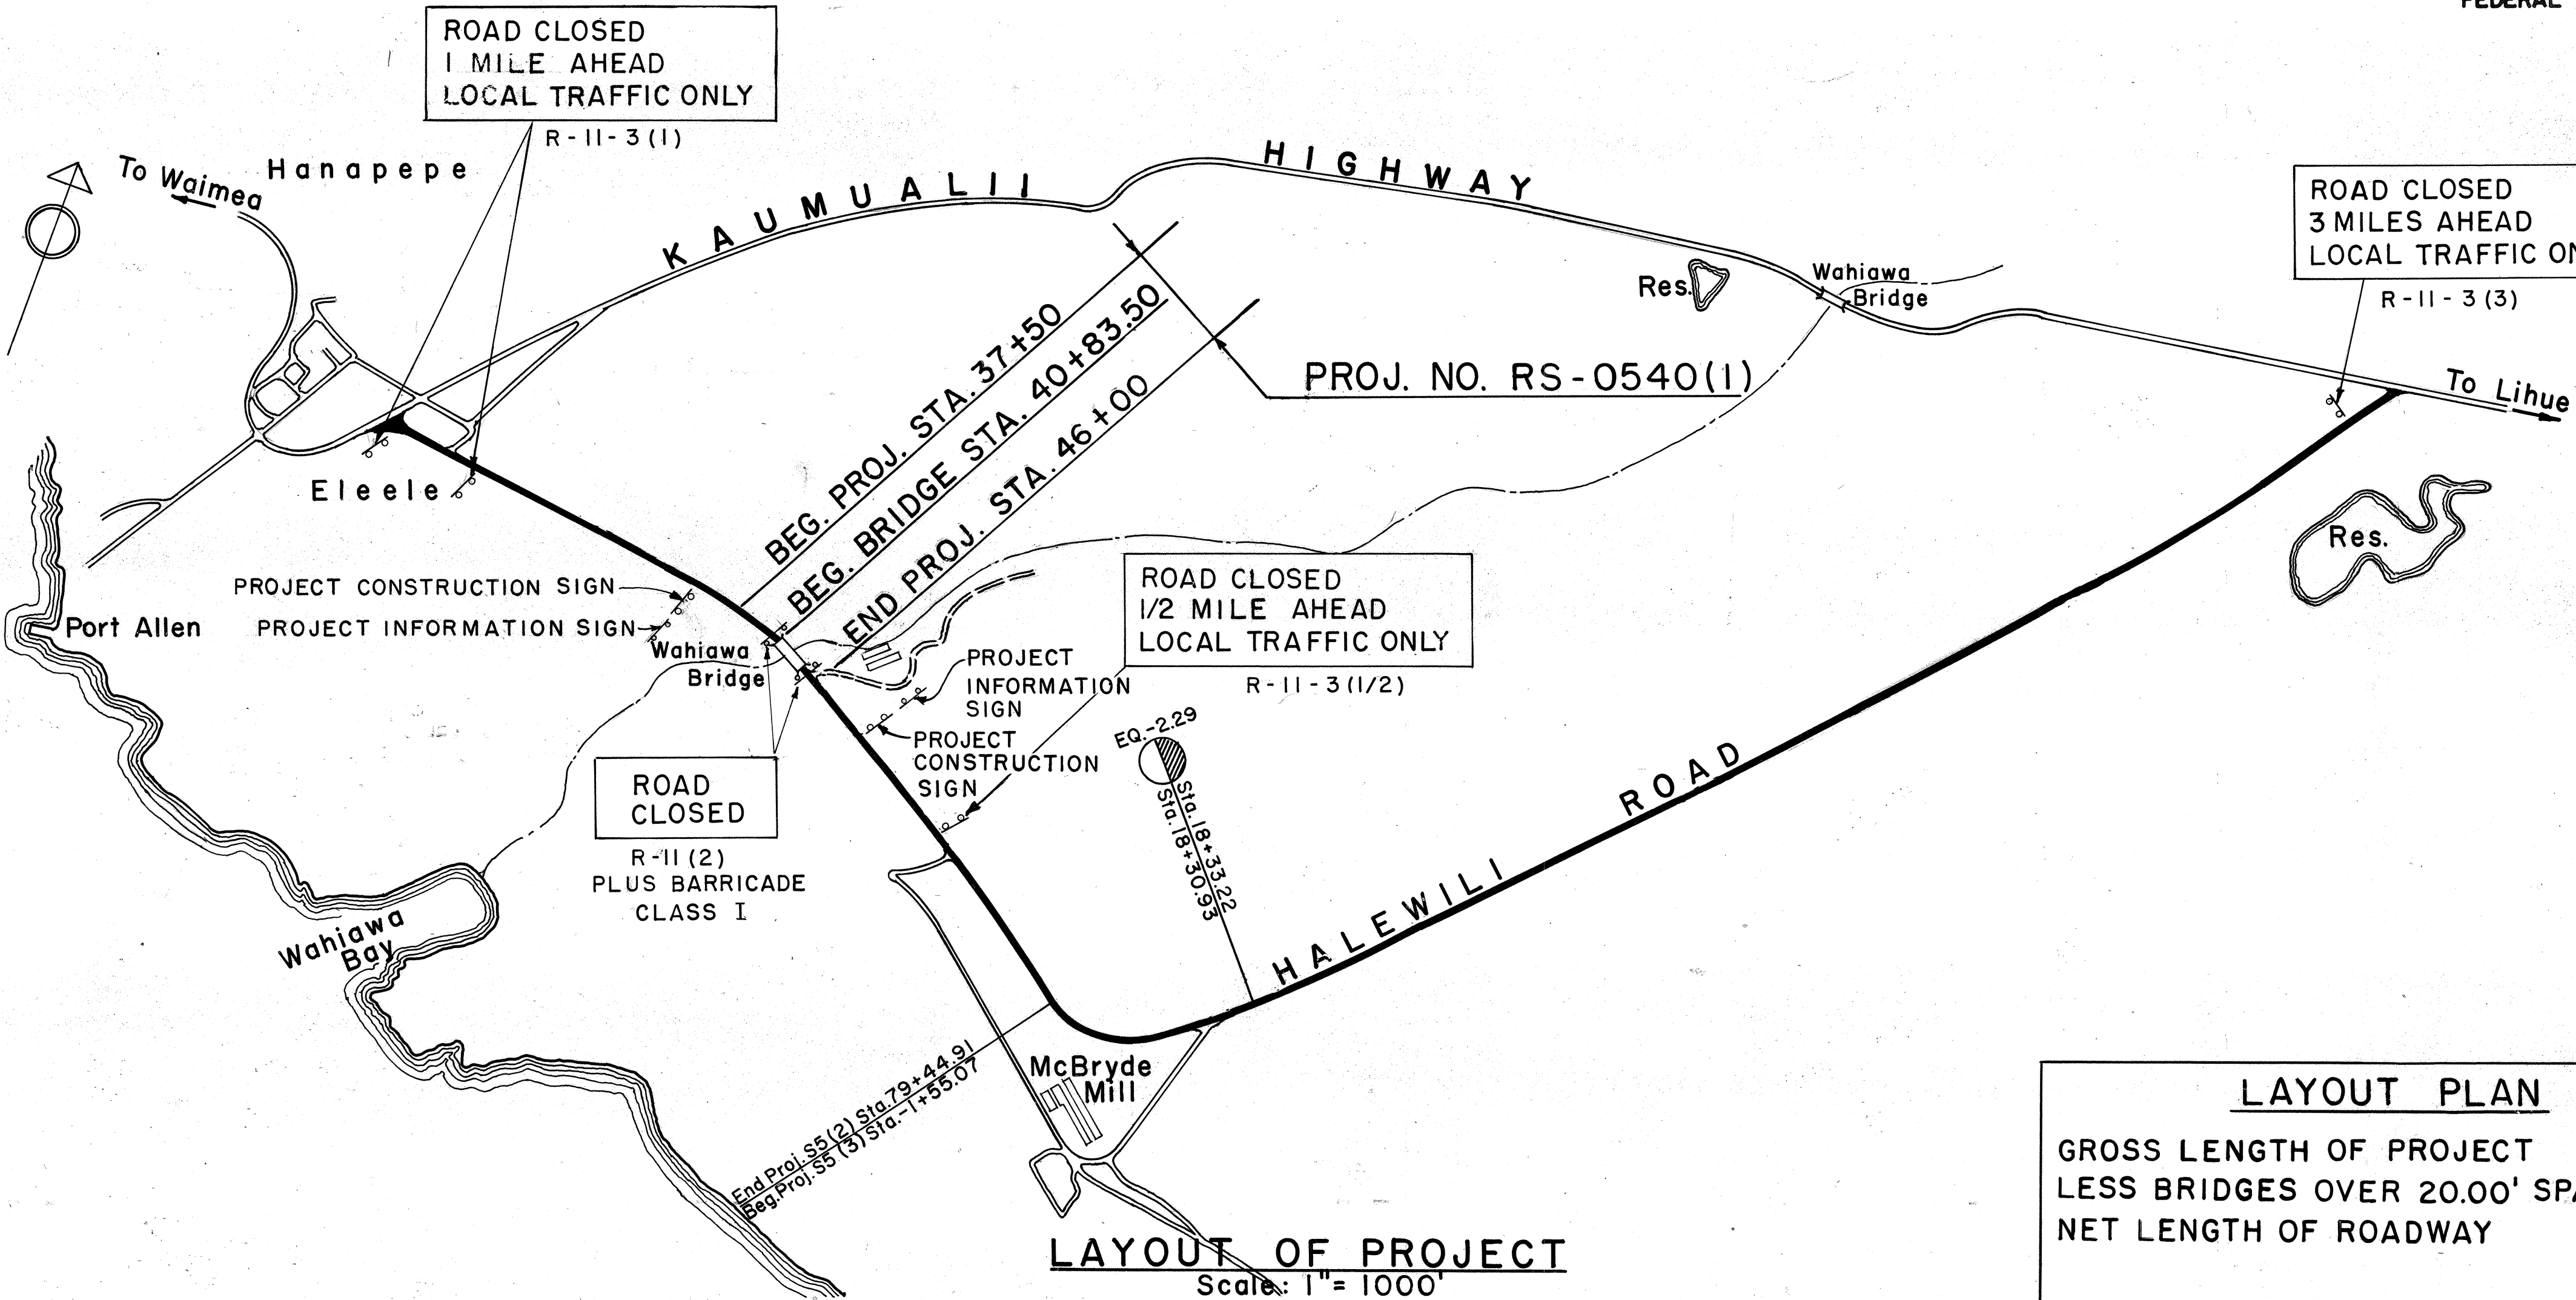 FEDERAL
ROAD CLOSED
1 MILE AHEAD
LOCAL TRAFFIC ONLY
R-11-3(1)
To Waimea
Hanapepe
KAUMUALII HIGHWAY
ROAD CLOSED
3 MILES AHEAD
LOCAL TRAFFIC ON
R-11-3(3)
Res.
Wahiawa
Bridge
To Lihue
BEG. PROJ. STA. 37+50
BEG. BRIDGE STA. 40+83.50
END PROJ. STA. 46+00
PROJ. NO. RS-0540(1)
Eleele
Res.
PROJECT CONSTRUCTION SIGN
PROJECT INFORMATION SIGN
Port Allen
Wahiawa
Bridge
ROAD CLOSED
1/2 MILE AHEAD
LOCAL TRAFFIC ONLY
R-11-3(1/2)
PROJECT
INFORMATION
SIGN
PROJECT
CONSTRUCTION
SIGN
ROAD
CLOSED
R-11(2)
PLUS BARRICADE
CLASS I
EQ.-2.29
Sta.18+33.22
Sta.18+30.93
HALEWILI ROAD
Wahiawa
Bay
End Proj. S5(2) Sta.79+44.91
Beg.Proj. S5(3) Sta.-1+55.07
McBryde
Mill
LAYOUT OF PROJECT
Scale: 1"= 1000'
LAYOUT PLAN
GROSS LENGTH OF PROJECT
LESS BRIDGES OVER 20.00' SPA
NET LENGTH OF ROADWAY